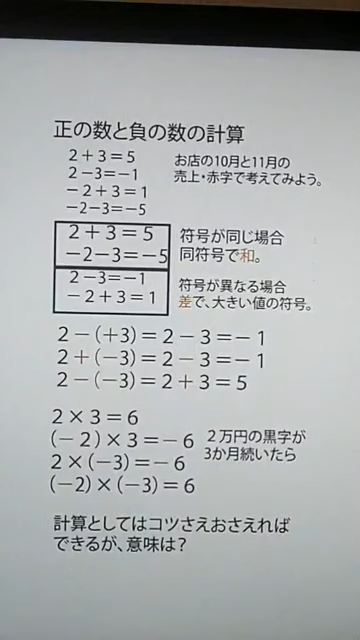 正の数と負の数の計算
2+3=5
2-3=-1
-2+3=1
-2-3=-5
お店の10月と11月の
売上・赤字で考えてみよう。
2+3=5
-2-3=-5
符号が同じ場合
同符号で和。
2-3=-1
-2+3=1
符号が異なる場合
差で、大きい値の符号。
2-(+3)=2-3=-1
2+(-3)=2-3=-1
2-(-3)=2+3=5
2×3=6
(-2)×3=-6
2×(-3)=-6
(-2)×(-3)=6
2万円の黒字が
3か月続いたら
計算としてはコツさえおさえれば
できるが、意味は?